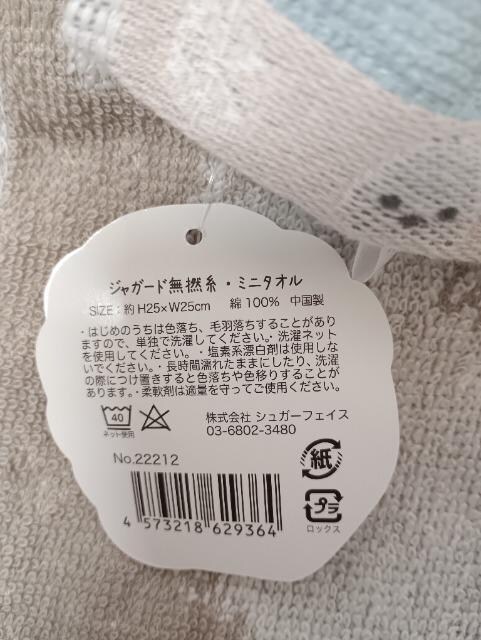 ジャガード無撚糸・ミニタオル
SIZE：約 H25×W25cm 綿100% 中国製
・はじめのうちは色落ち、毛羽落ちすることがあり
ますので、単独で洗濯してください。・洗濯ネット
を使用してください。・塩素系漂白剤は使用しな
いでください。・長時間濡れたままにしたり、洗濯
の際につけ置きすると色落ちや色移りすることが
あります。・柔軟剤は適量を守ってご使用ください。
40
ネット使用
株式会社 シュガーフェイス
03-6802-3480
紙
No.22212
プラ
ロックス
4 573218 629364